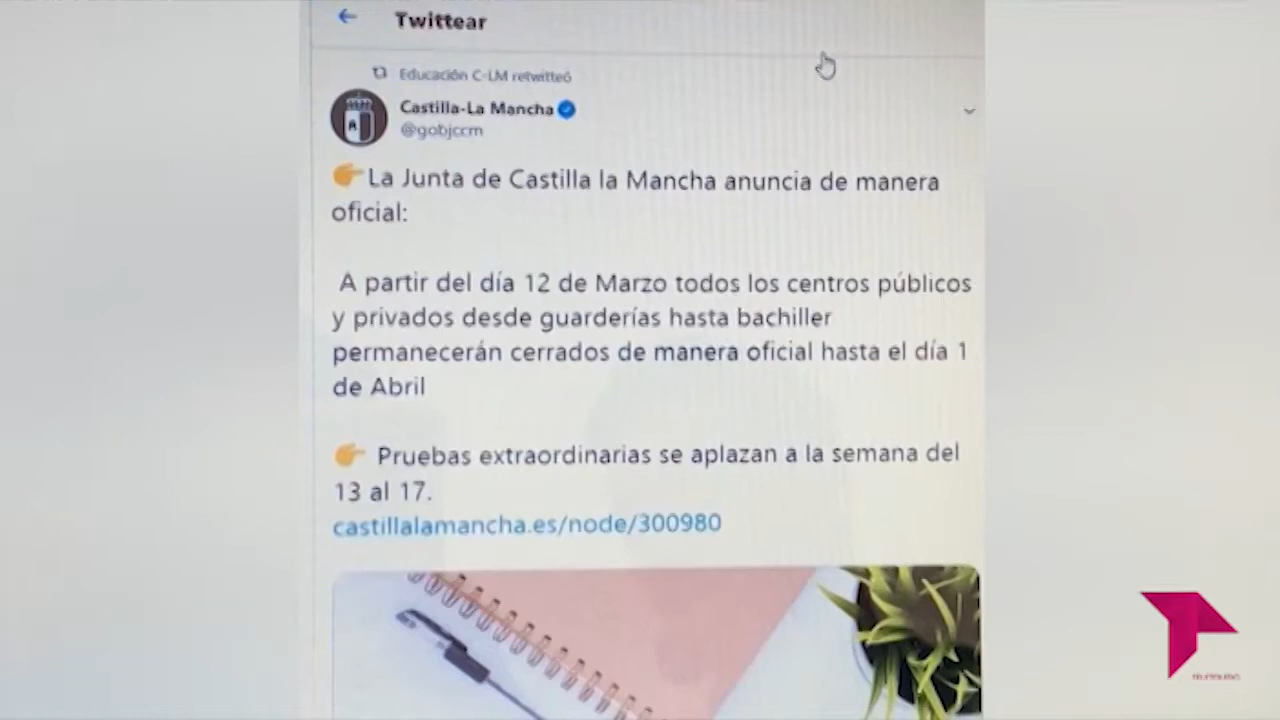 Twittear
Educación C-LM retwitteó
Castilla-La Mancha
@gobjccm
La Junta de Castilla la Mancha anuncia de manera
oficial:
A partir del día 12 de Marzo todos los centros públicos
y privados desde guarderías hasta bachiller
permanecerán cerrados de manera oficial hasta el día 1
de Abril
Pruebas extraordinarias se aplazan a la semana del
13 al 17.
castillalamancha.es/node/300980